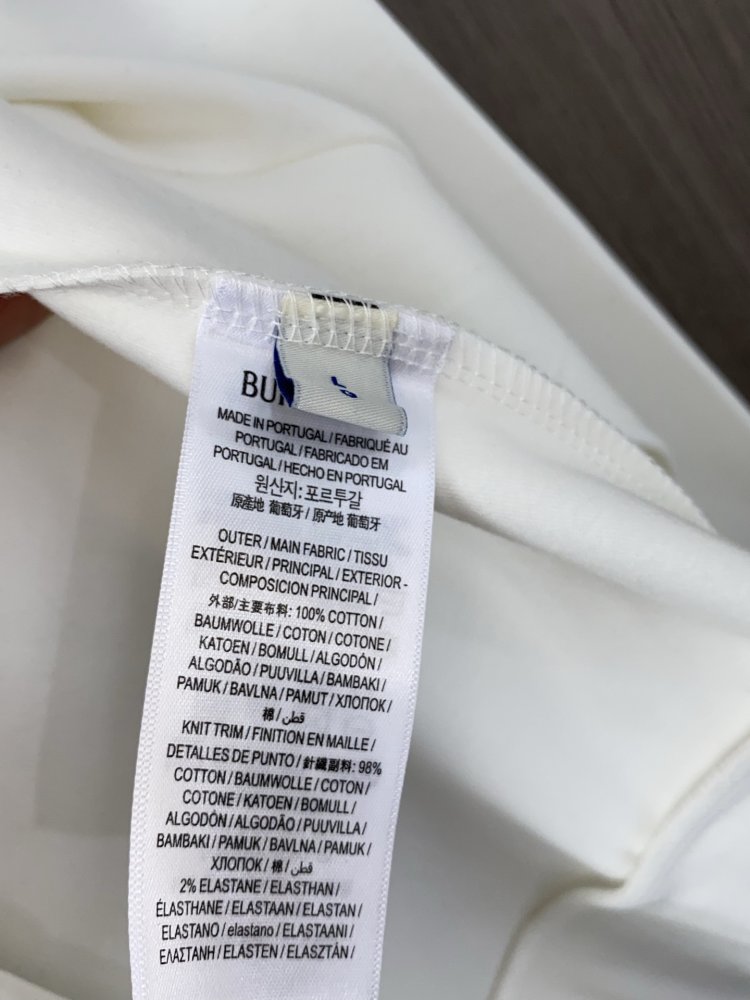 BU
L
MADE IN PORTUGAL / FABRIQUÉ AU
PORTUGAL / FABRICADO EM
PORTUGAL / HECHO EN PORTUGAL
원산지: 포르투갈
原産地 葡萄牙 / 原产地 葡萄牙
OUTER / MAIN FABRIC / TISSU
EXTÉRIEUR / PRINCIPAL / EXTERIOR -
COMPOSICION PRINCIPAL /
外部/主要布料: 100% COTTON /
BAUMWOLLE / COTON / COTONE /
KATOEN / BOMULL / ALGODÓN /
ALGODÃO / PUUVILLA / BAMBAKI /
PAMUK / BAVLNA / PAMUT / ХЛОПОК /
棉 / قطن /
KNIT TRIM / FINITION EN MAILLE /
DETALLES DE PUNTO / 針織副料: 98%
COTTON / BAUMWOLLE / COTON /
COTONE / KATOEN / BOMULL /
ALGODÓN / ALGODÃO / PUUVILLA /
BAMBAKI / PAMUK / BAVLNA / PAMUK /
ХЛОПОК / 棉 / قطن /
2% ELASTANE / ELASTHAN /
ÉLASTHANE / ELASTAAN / ELASTAN /
ELASTANO / elastano / ELASTAANI /
ΕΛΑΣΤΑΝΗ / ELASTEN / ELASZTÁN /